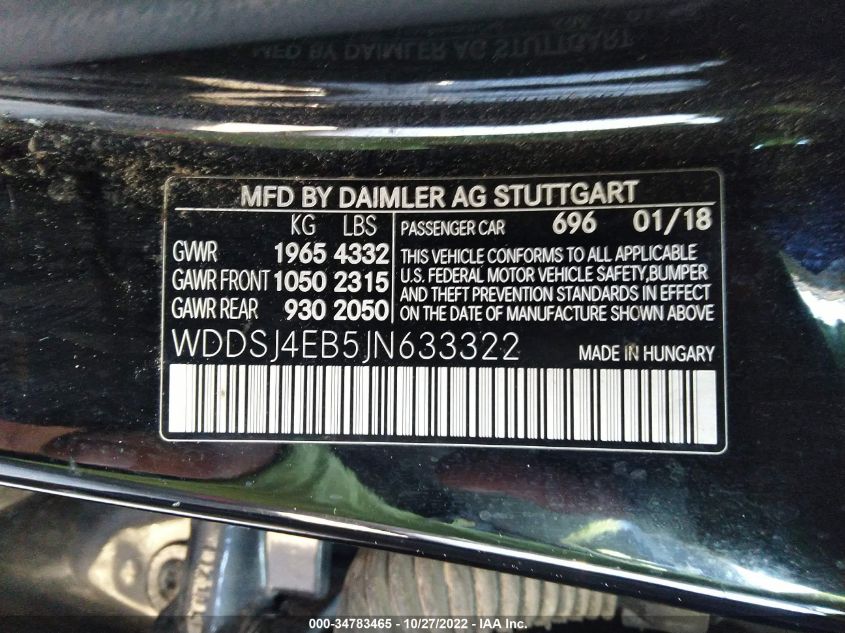 MFD BY DAIMLER AG STUTTGART
KG LBS
GVWR 1965 4332
GAWR FRONT 1050 2315
GAWR REAR 930 2050
PASSENGER CAR 696 01/18
THIS VEHICLE CONFORMS TO ALL APPLICABLE
U.S. FEDERAL MOTOR VEHICLE SAFETY,BUMPER
AND THEFT PREVENTION STANDARDS IN EFFECT
ON THE DATE OF MANUFACTURE SHOWN ABOVE
WDDSJ4EB5JN633322 MADE IN HUNGARY
000-34783465 - 10/27/2022 - IAA Inc.